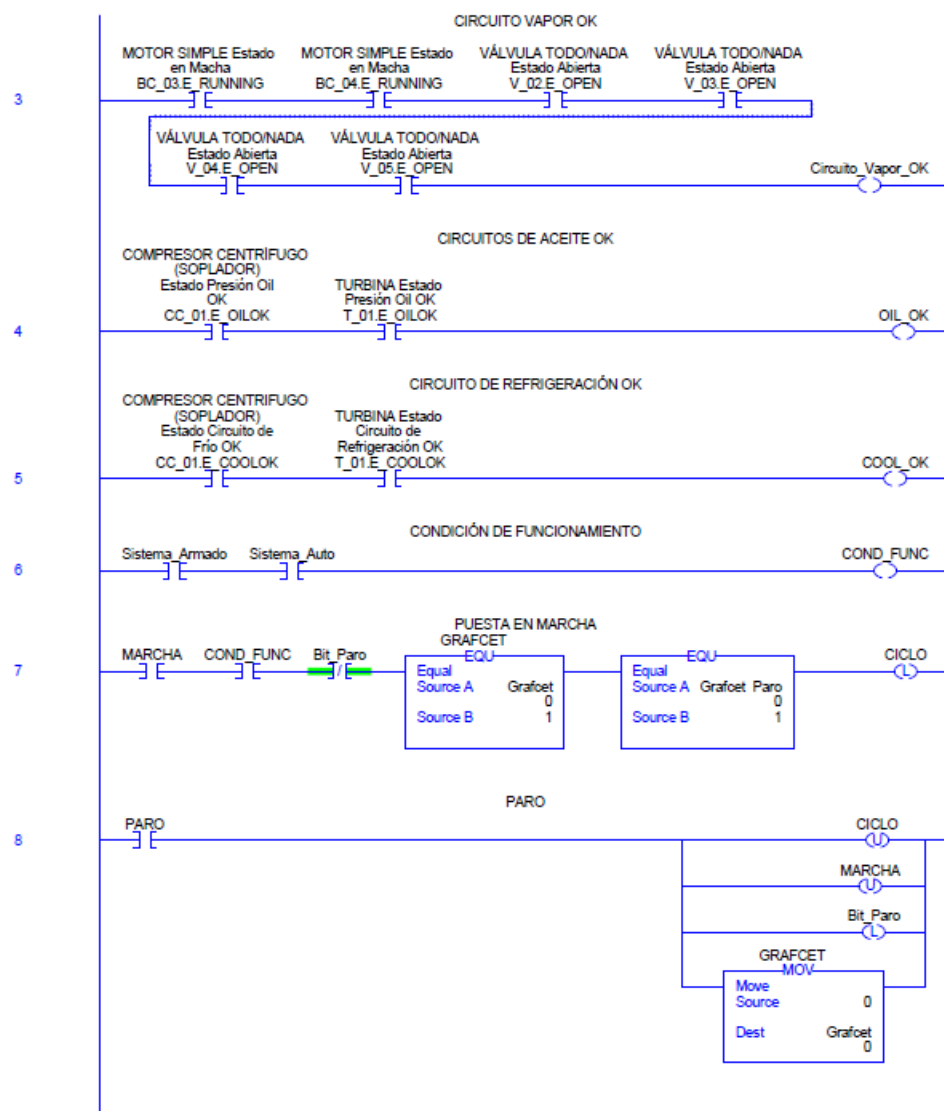 CIRCUITO VAPOR OK
MOTOR SIMPLE Estado
en Macha
BC_03.E_RUNNING
MOTOR SIMPLE Estado
en Macha
BC_04.E_RUNNING
VÁLVULA TODO/NADA
Estado Abierta
V_02.E_OPEN
VÁLVULA TODO/NADA
Estado Abierta
V_03.E_OPEN
3
VÁLVULA TODO/NADA
Estado Abierta
V_04.E_OPEN
VÁLVULA TODO/NADA
Estado Abierta
V_05.E_OPEN
Circuito_Vapor_OK
CIRCUITOS DE ACEITE OK
COMPRESOR CENTRÍFUGO
(SOPLADOR)
Estado Presión Oil
OK
CC_01.E_OILOK
TURBINA Estado
Presión Oil OK
T_01.E_OILOK
OIL_OK
4
CIRCUITO DE REFRIGERACIÓN OK
COMPRESOR CENTRIFUGO
(SOPLADOR)
Estado Circuito de
Frío OK
CC_01.E_COOLOK
TURBINA Estado
Circuito de
Refrigeración OK
T_01.E_COOLOK
COOL_OK
5
CONDICIÓN DE FUNCIONAMIENTO
Sistema_Armado
Sistema_Auto
COND_FUNC
6
PUESTA EN MARCHA
GRAFCET
MARCHA
COND_FUNC
Bit_Paro
/
EQU
Equal
Source A Grafcet
0
Source B 1
EQU
Equal
Source A Grafcet_Paro
0
Source B 1
CICLO
L
7
PARO
PARO
CICLO
U
8
MARCHA
U
Bit_Paro
L
GRAFCET
MOV
Move
Source 0
Dest Grafcet
0